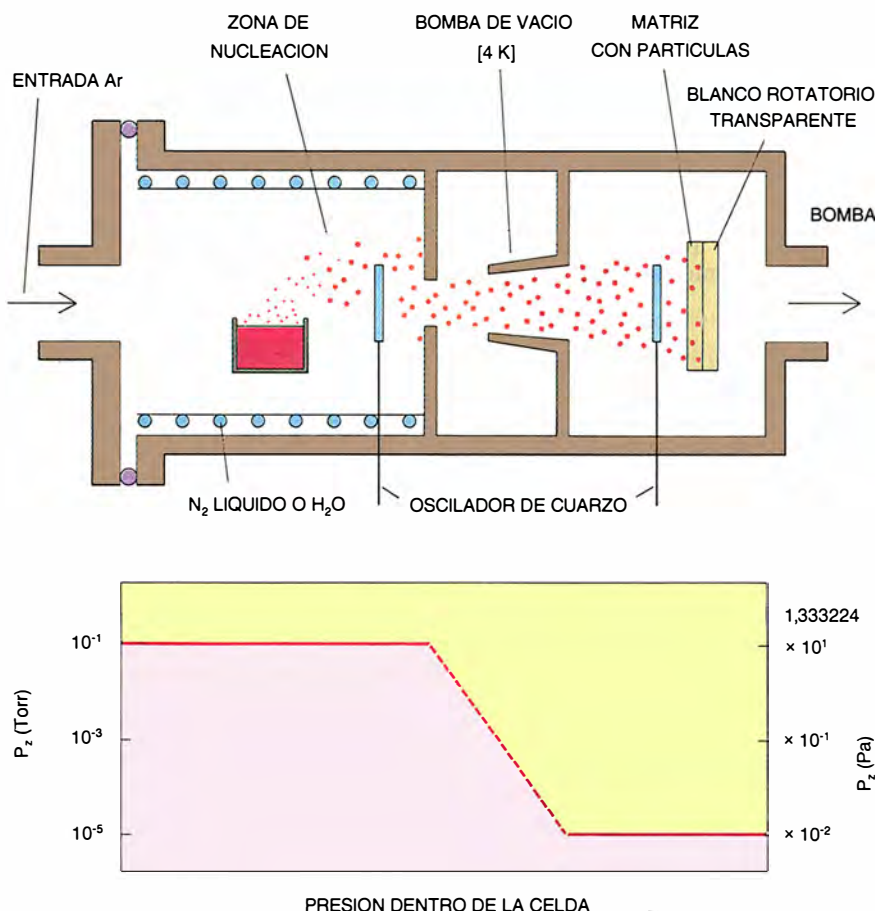 ZONA DE
NUCLEACION
BOMBA DE VACIO
[4 K]
MATRIZ
CON PARTICULAS
ENTRADA Ar
BLANCO ROTATORIO
TRANSPARENTE
BOMBA
N₂ LIQUIDO O H₂O
OSCILADOR DE CUARZO
P_z (Torr)
10⁻¹
10⁻³
10⁻⁵
1,333224
× 10¹
× 10⁻¹
× 10⁻²
P_z (Pa)
PRESION DENTRO DE LA CELDA